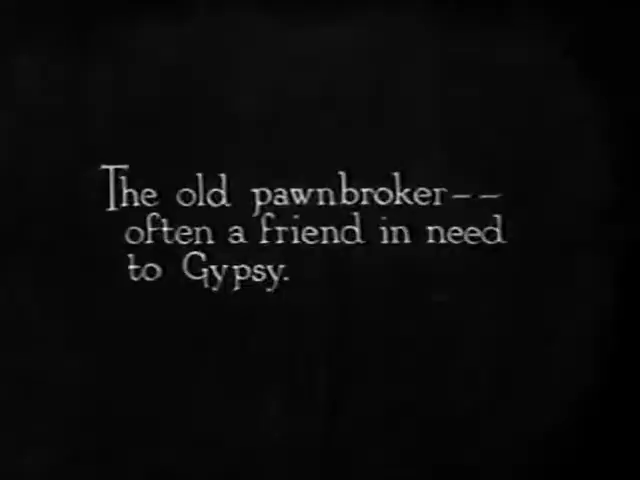 The old pawnbroker--
often a friend in need
to Gypsy.